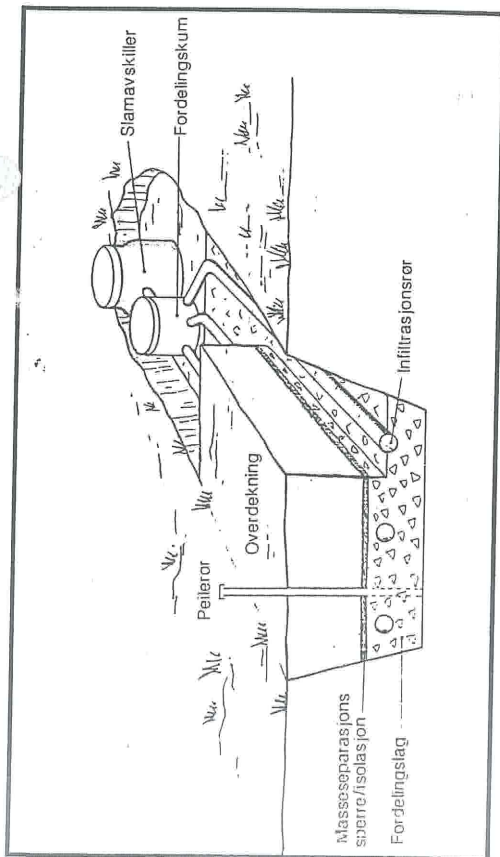 Slamavskiller
Fordelingskum
Peilerør
Overdekning
Infiltrasjonsrør
Masseseparasjons
sperre/isolasjon
Fordelingslag